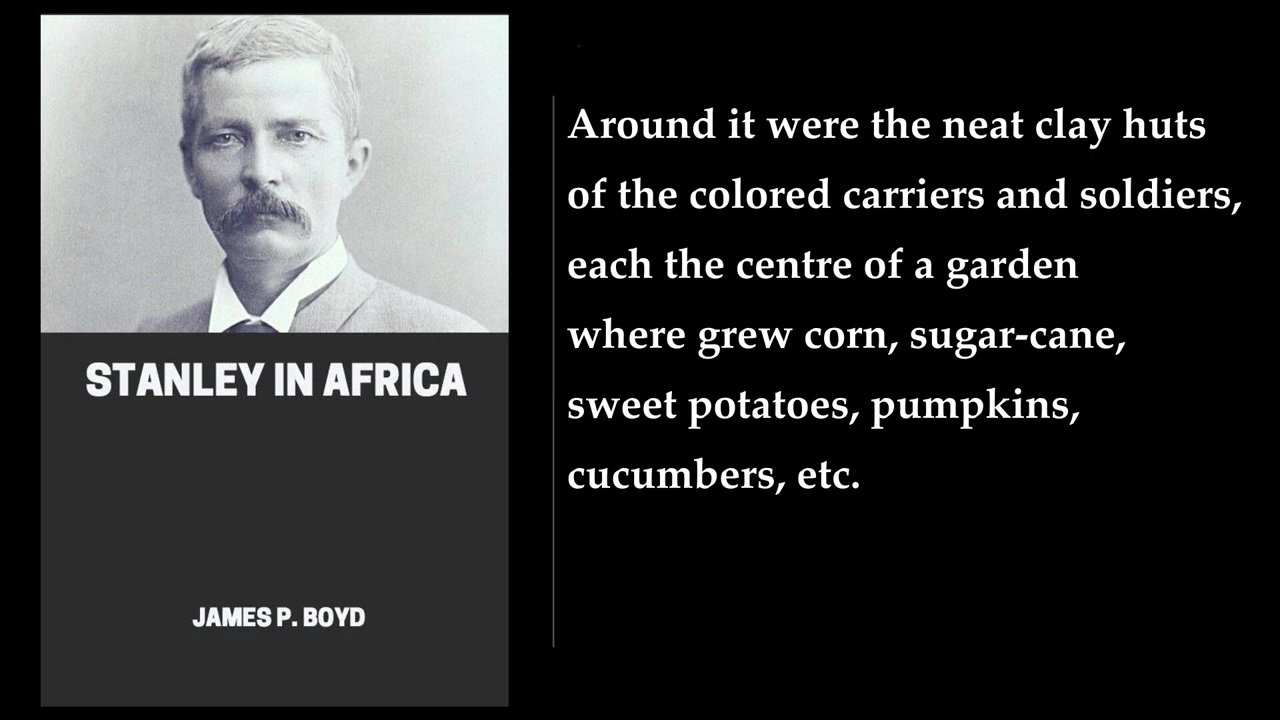 STANLEY IN AFRICA
JAMES P. BOYD
Around it were the neat clay huts
of the colored carriers and soldiers,
each the centre of a garden
where grew corn, sugar-cane,
sweet potatoes, pumpkins,
cucumbers, etc.